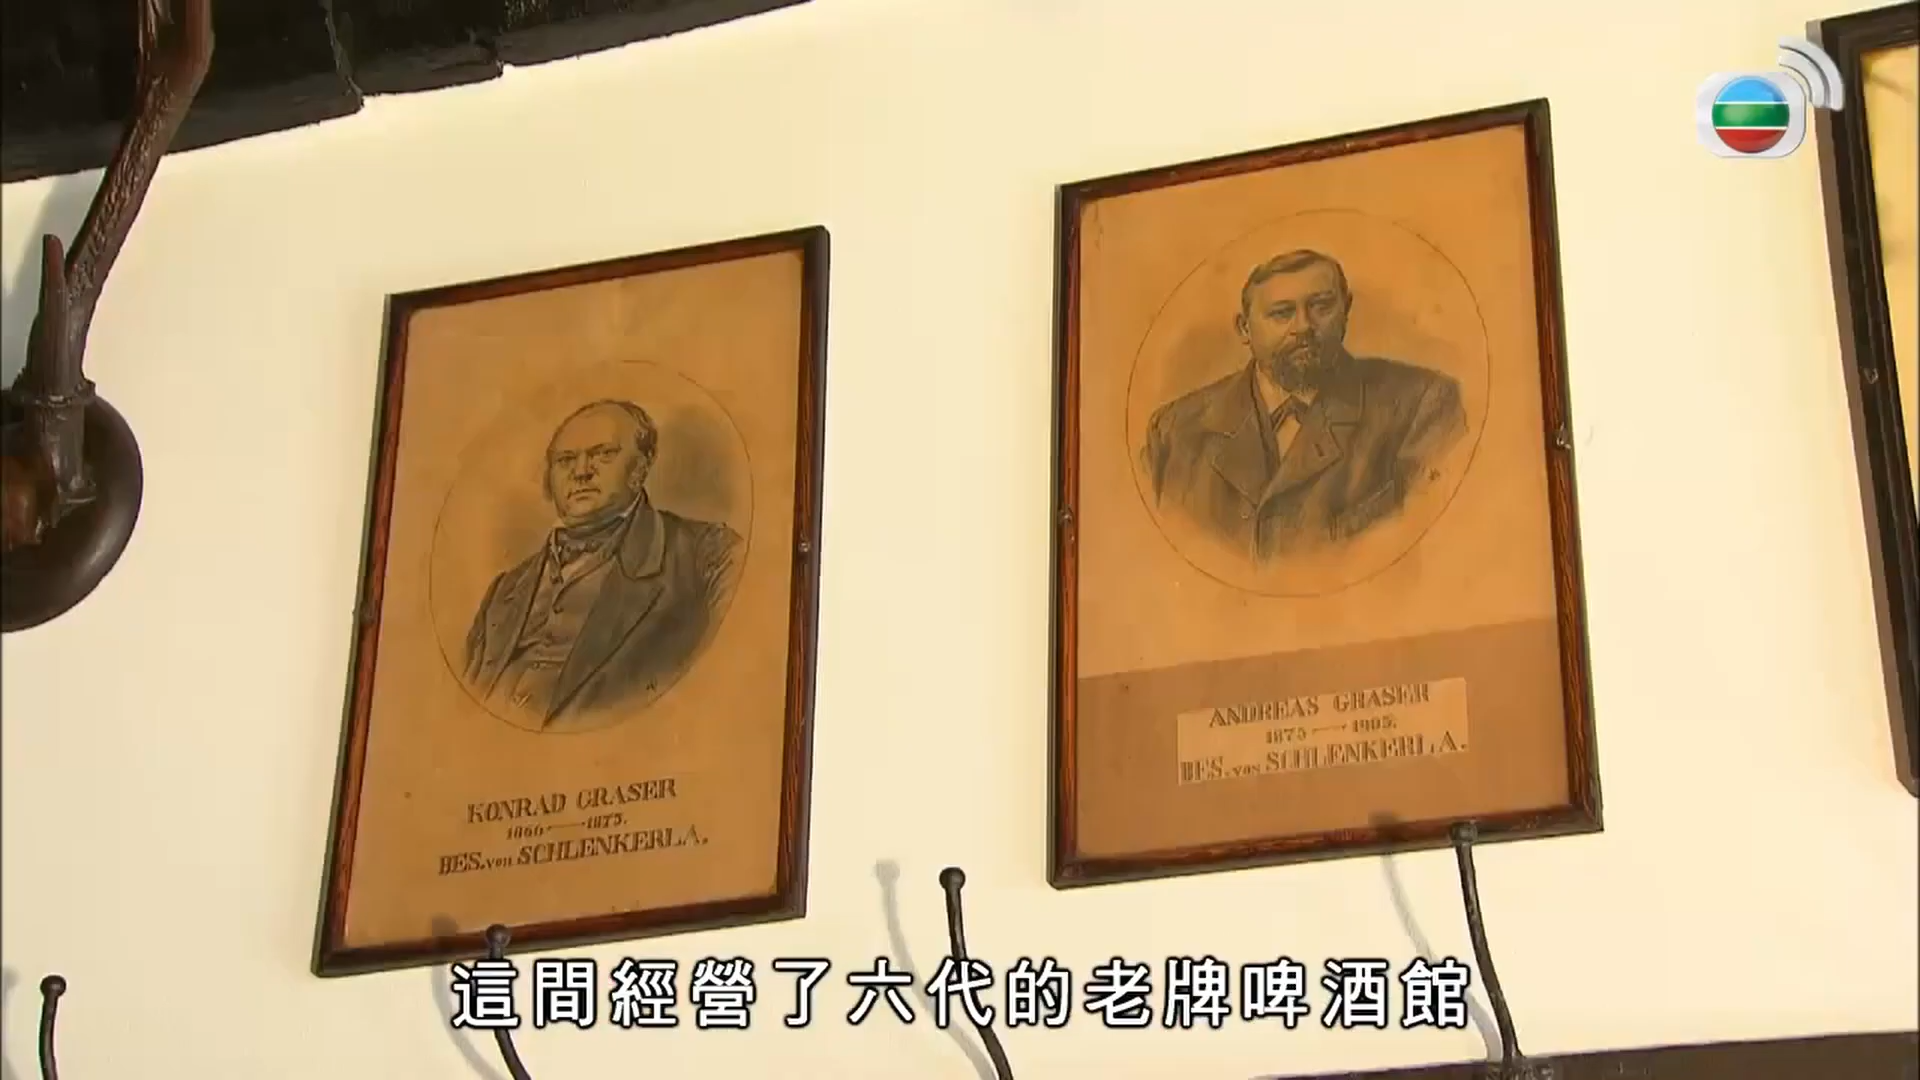 KONRAD GRASER
1866—1875.
BES. von SCHLENKERLA.
ANDREAS GRASER
1875—1905.
BES. von SCHLENKERLA.
這間經營了六代的老牌啤酒館